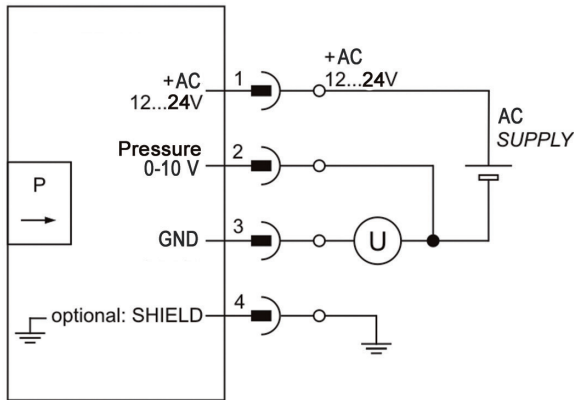 +AC
12...24V
1
+AC
12...24V
AC
SUPPLY
Pressure
0-10 V
2
P
GND
3
U
optional: SHIELD
4